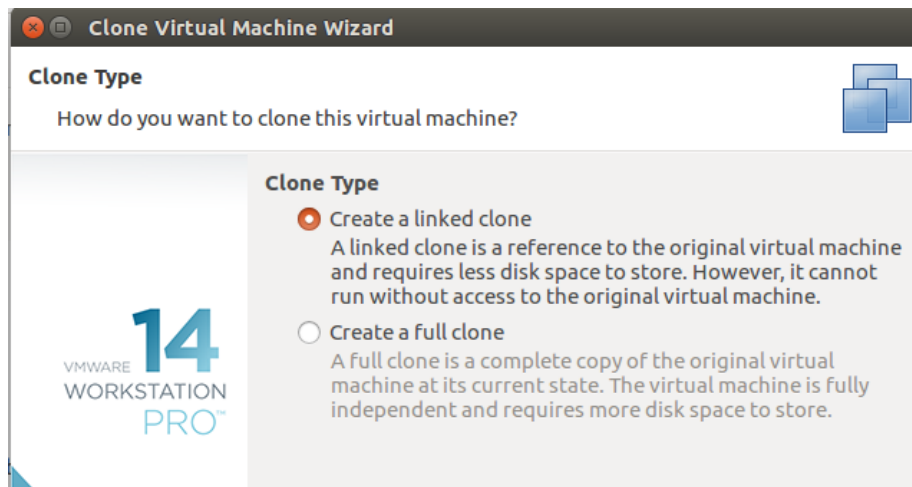 Clone Virtual Machine Wizard
Clone Type
How do you want to clone this virtual machine?
Clone Type
Create a linked clone
A linked clone is a reference to the original virtual machine
and requires less disk space to store. However, it cannot
run without access to the original virtual machine.
Create a full clone
A full clone is a complete copy of the original virtual
machine at its current state. The virtual machine is fully
independent and requires more disk space to store.
VMWARE 14
WORKSTATION
PRO™